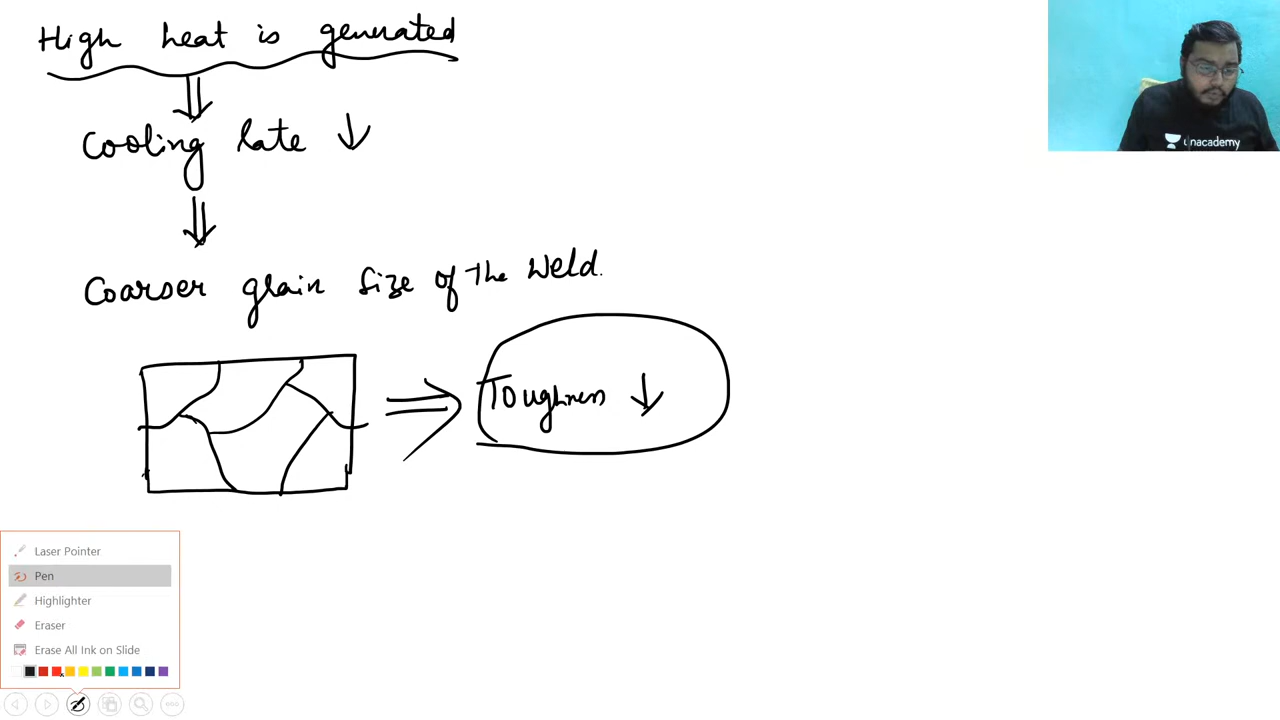 High heat is generated
Cooling rate ↓
Coarser grain size of the weld.
Toughness ↓
unacademy
Laser Pointer
Pen
Highlighter
Eraser
Erase All Ink on Slide